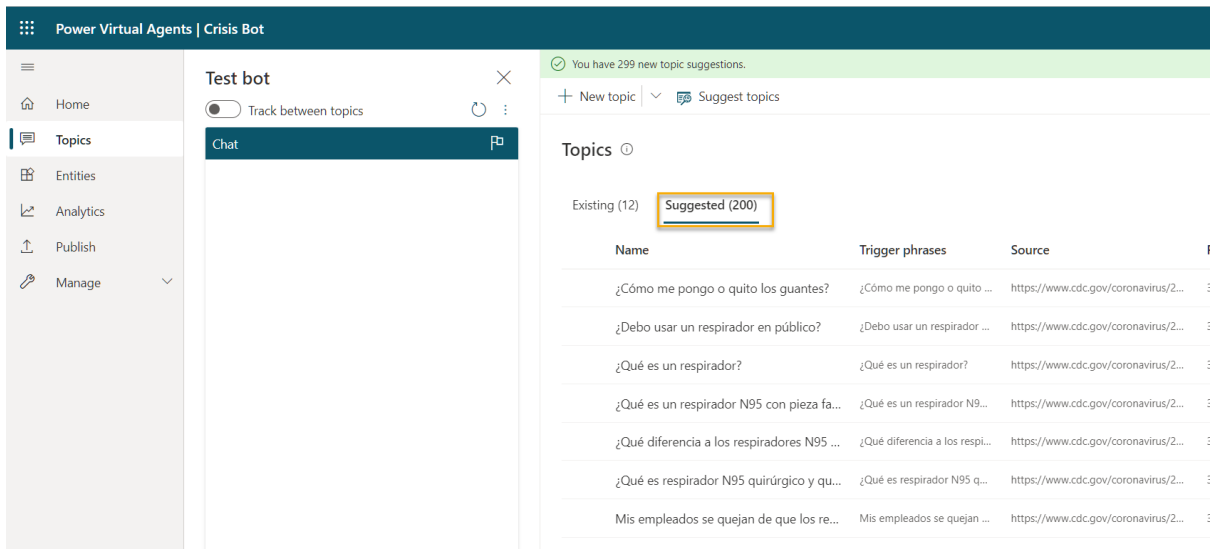 Power Virtual Agents | Crisis Bot
Home
Topics
Entities
Analytics
Publish
Manage
Test bot
Track between topics
Chat
You have 299 new topic suggestions.
New topic
Suggest topics
Topics
Existing (12)
Suggested (200)
Name Trigger phrases Source
¿Cómo me pongo o quito los guantes? ¿Cómo me pongo o quito ... https://www.cdc.gov/coronavirus/2...
¿Debo usar un respirador en público? ¿Debo usar un respirador ... https://www.cdc.gov/coronavirus/2...
¿Qué es un respirador? ¿Qué es un respirador? https://www.cdc.gov/coronavirus/2...
¿Qué es un respirador N95 con pieza fa... ¿Qué es un respirador N9... https://www.cdc.gov/coronavirus/2...
¿Qué diferencia a los respiradores N95 ... ¿Qué diferencia a los respi... https://www.cdc.gov/coronavirus/2...
¿Qué es respirador N95 quirúrgico y qu... ¿Qué es respirador N95 q... https://www.cdc.gov/coronavirus/2...
Mis empleados se quejan de que los re... Mis empleados se quejan ... https://www.cdc.gov/coronavirus/2...